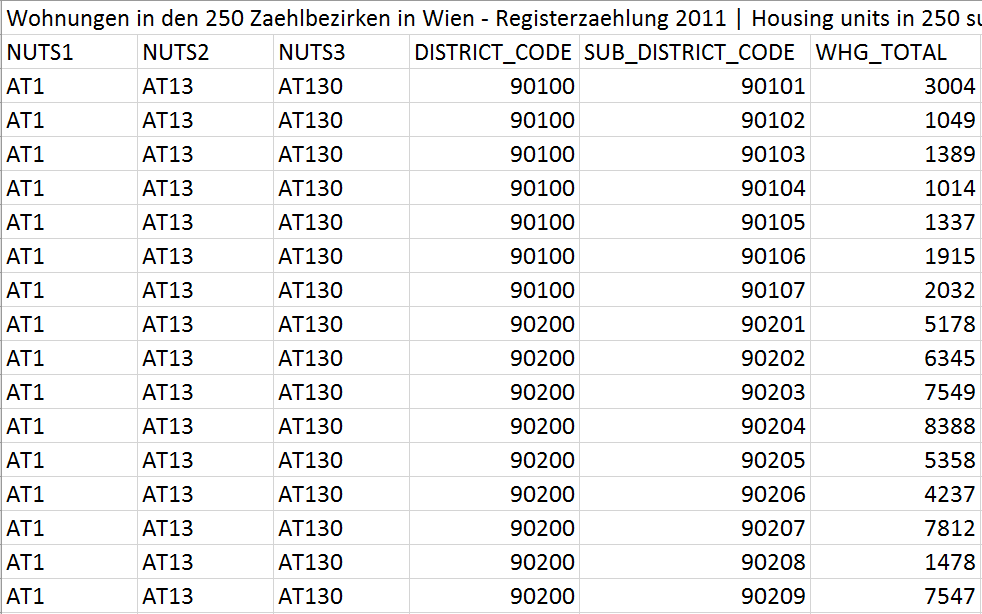 Wohnungen in den 250 Zaehlbezirken in Wien - Registerzaehlung 2011 | Housing units in 250
NUTS1 NUTS2 NUTS3 DISTRICT_CODE SUB_DISTRICT_CODE WHG_TOTAL
AT1 AT13 AT130 90100 90101 3004
AT1 AT13 AT130 90100 90102 1049
AT1 AT13 AT130 90100 90103 1389
AT1 AT13 AT130 90100 90104 1014
AT1 AT13 AT130 90100 90105 1337
AT1 AT13 AT130 90100 90106 1915
AT1 AT13 AT130 90100 90107 2032
AT1 AT13 AT130 90200 90201 5178
AT1 AT13 AT130 90200 90202 6345
AT1 AT13 AT130 90200 90203 7549
AT1 AT13 AT130 90200 90204 8388
AT1 AT13 AT130 90200 90205 5358
AT1 AT13 AT130 90200 90206 4237
AT1 AT13 AT130 90200 90207 7812
AT1 AT13 AT130 90200 90208 1478
AT1 AT13 AT130 90200 90209 7547